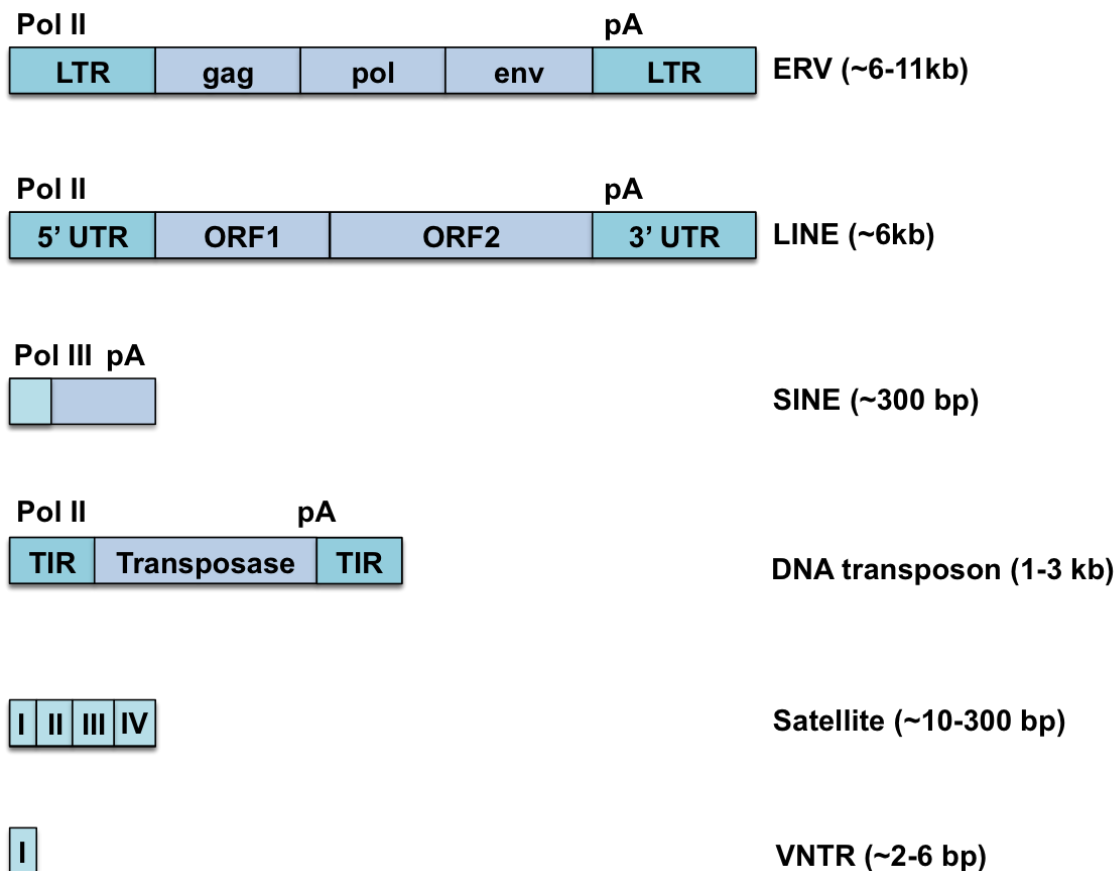 Pol II pA
LTR gag pol env LTR ERV (~6-11kb)
Pol II pA
5’ UTR ORF1 ORF2 3’ UTR LINE (~6kb)
Pol III pA
SINE (~300 bp)
Pol II pA
TIR Transposase TIR DNA transposon (1-3 kb)
I II III IV Satellite (~10-300 bp)
I VNTR (~2-6 bp)